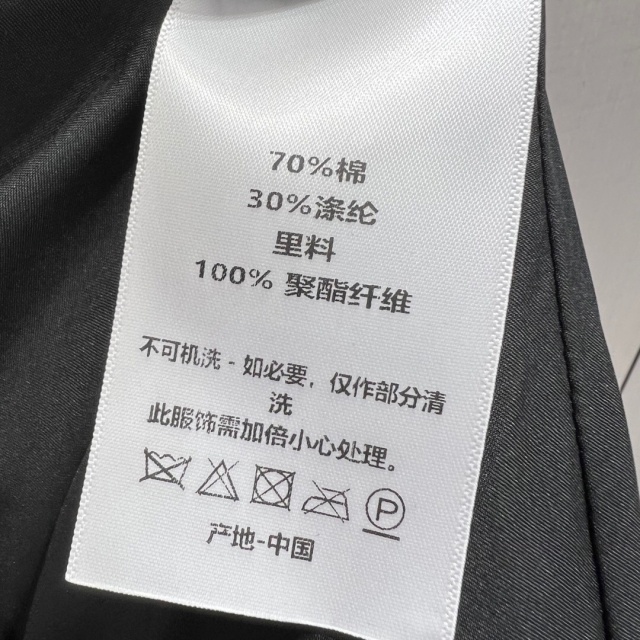 70%棉
30%涤纶
里料
100% 聚酯纤维
不可机洗 - 如必要，仅作部分清
洗
此服饰需加倍小心处理。
P
产地-中国